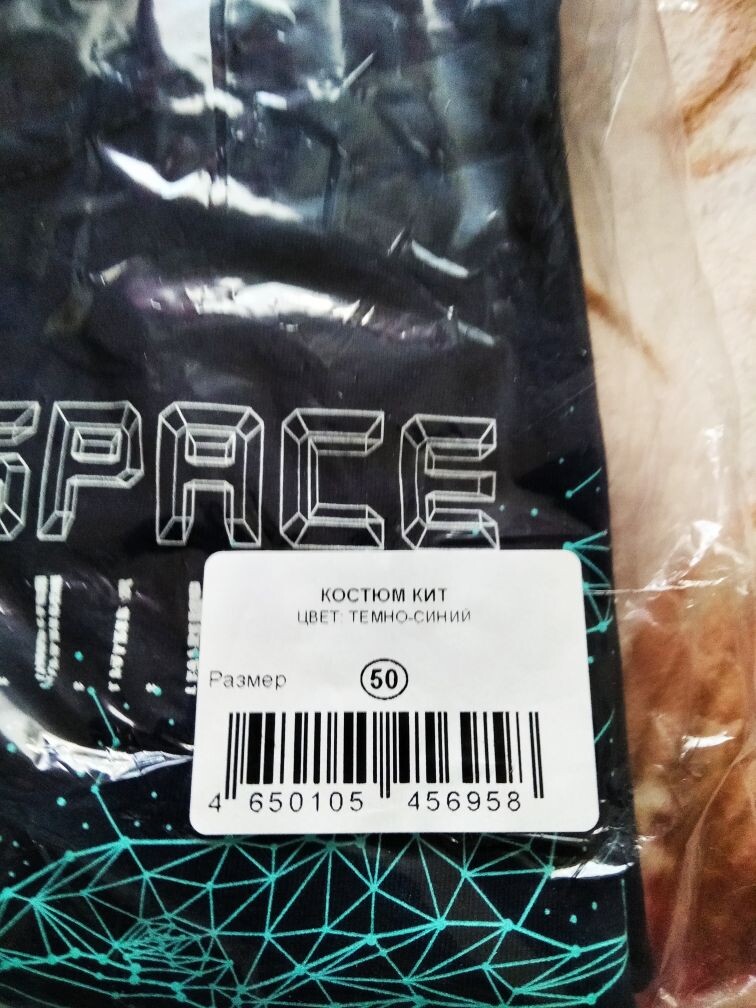 SPACE
КОСТЮМ КИТ
ЦВЕТ: ТЕМНО-СИНИЙ
Размер 50
4 650105 456958